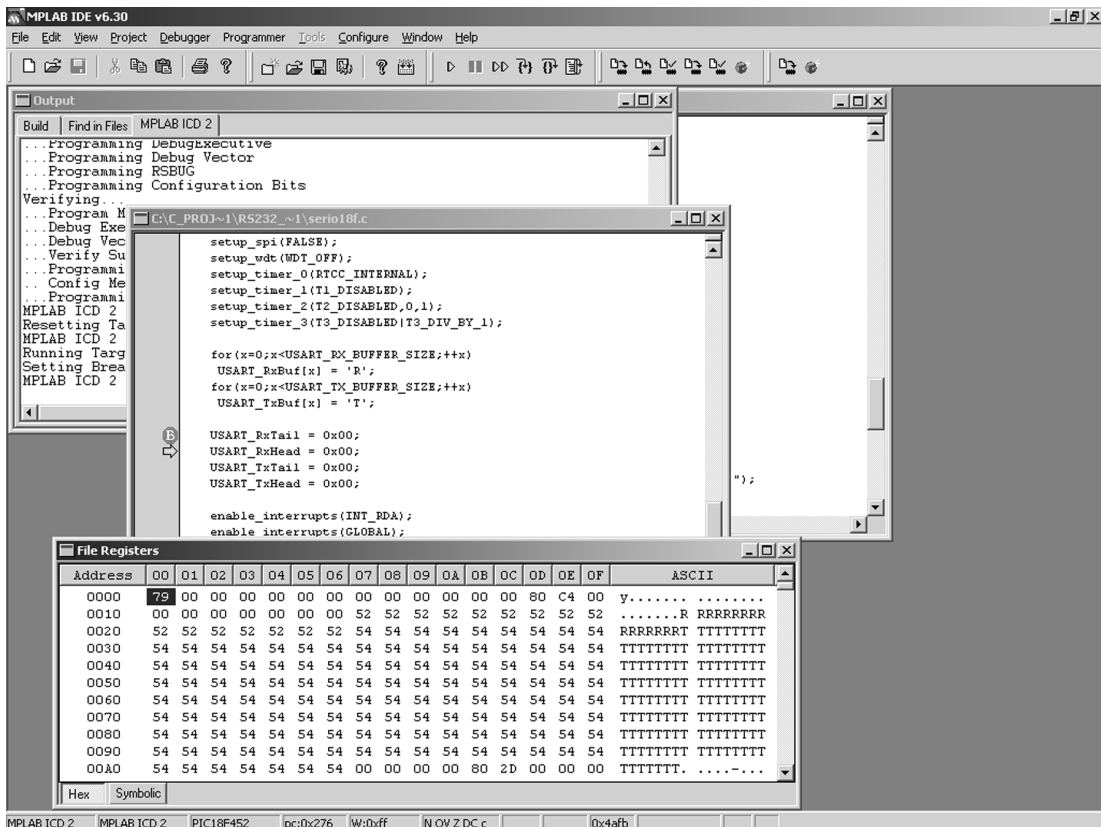 MPLAB IDE v6.30
File Edit View Project Debugger Programmer Tools Configure Window Help
Output
Build Find in Files MPLAB ICD 2
...Programming DebugExecutive
...Programming Debug Vector
...Programming RSBUG
...Programming Configuration Bits
Verifying...
...Program M
...Debug Exe
...Debug Vec
...Verify Su
...Programmi
.. Config Me
...Programmi
MPLAB ICD 2
Resetting Ta
MPLAB ICD 2
Running Targ
Setting Brea
MPLAB ICD 2
C:\C_PROJ~1\RS232_~1\serio18f.c
setup_spi(FALSE);
setup_wdt(WDT_OFF);
setup_timer_0(RTCC_INTERNAL);
setup_timer_1(T1_DISABLED);
setup_timer_2(T2_DISABLED,0,1);
setup_timer_3(T3_DISABLED|T3_DIV_BY_1);
for(x=0;x<USART_RX_BUFFER_SIZE;++x)
USART_RxBuf[x] = 'R';
for(x=0;x<USART_TX_BUFFER_SIZE;++x)
USART_TxBuf[x] = 'T';
B USART_RxTail = 0x00;
USART_RxHead = 0x00;
USART_TxTail = 0x00;
USART_TxHead = 0x00;
");
enable_interrupts(INT_RDA);
enable_interrupts(GLOBAL);
File Registers
Address 00 01 02 03 04 05 06 07 08 09 0A 0B 0C 0D 0E 0F ASCII
0000 79 00 00 00 00 00 00 00 00 00 00 00 00 80 C4 00 y....... ........
0010 00 00 00 00 00 00 00 52 52 52 52 52 52 52 52 52 .......R RRRRRRRR
0020 52 52 52 52 52 52 52 54 54 54 54 54 54 54 54 54 RRRRRRRT TTTTTTTT
0030 54 54 54 54 54 54 54 54 54 54 54 54 54 54 54 54 TTTTTTTT TTTTTTTT
0040 54 54 54 54 54 54 54 54 54 54 54 54 54 54 54 54 TTTTTTTT TTTTTTTT
0050 54 54 54 54 54 54 54 54 54 54 54 54 54 54 54 54 TTTTTTTT TTTTTTTT
0060 54 54 54 54 54 54 54 54 54 54 54 54 54 54 54 54 TTTTTTTT TTTTTTTT
0070 54 54 54 54 54 54 54 54 54 54 54 54 54 54 54 54 TTTTTTTT TTTTTTTT
0080 54 54 54 54 54 54 54 54 54 54 54 54 54 54 54 54 TTTTTTTT TTTTTTTT
0090 54 54 54 54 54 54 54 54 54 54 54 54 54 54 54 54 TTTTTTTT TTTTTTTT
00A0 54 54 54 54 54 54 54 00 00 00 00 80 2D 00 00 00 TTTTTTT. ....-...
Hex Symbolic
MPLAB ICD 2 MPLAB ICD 2 PIC18F452 pc:0x276 W:0xff N OV Z DC c 0x4afb